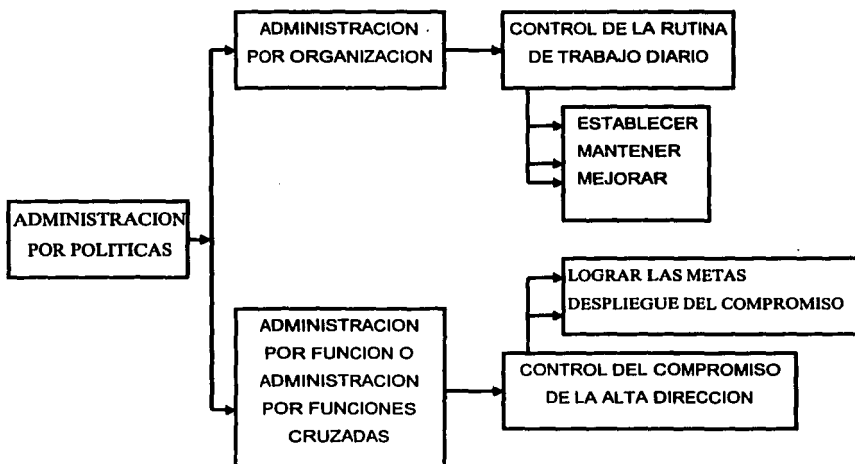 ADMINISTRACION
POR ORGANIZACION
CONTROL DE LA RUTINA
DE TRABAJO DIARIO
ESTABLECER
MANTENER
MEJORAR
ADMINISTRACION
POR POLITICAS
LOGRAR LAS METAS
DESPLIEGUE DEL COMPROMISO
ADMINISTRACION
POR FUNCION O
ADMINISTRACION
POR FUNCIONES
CRUZADAS
CONTROL DEL COMPROMISO
DE LA ALTA DIRECCION